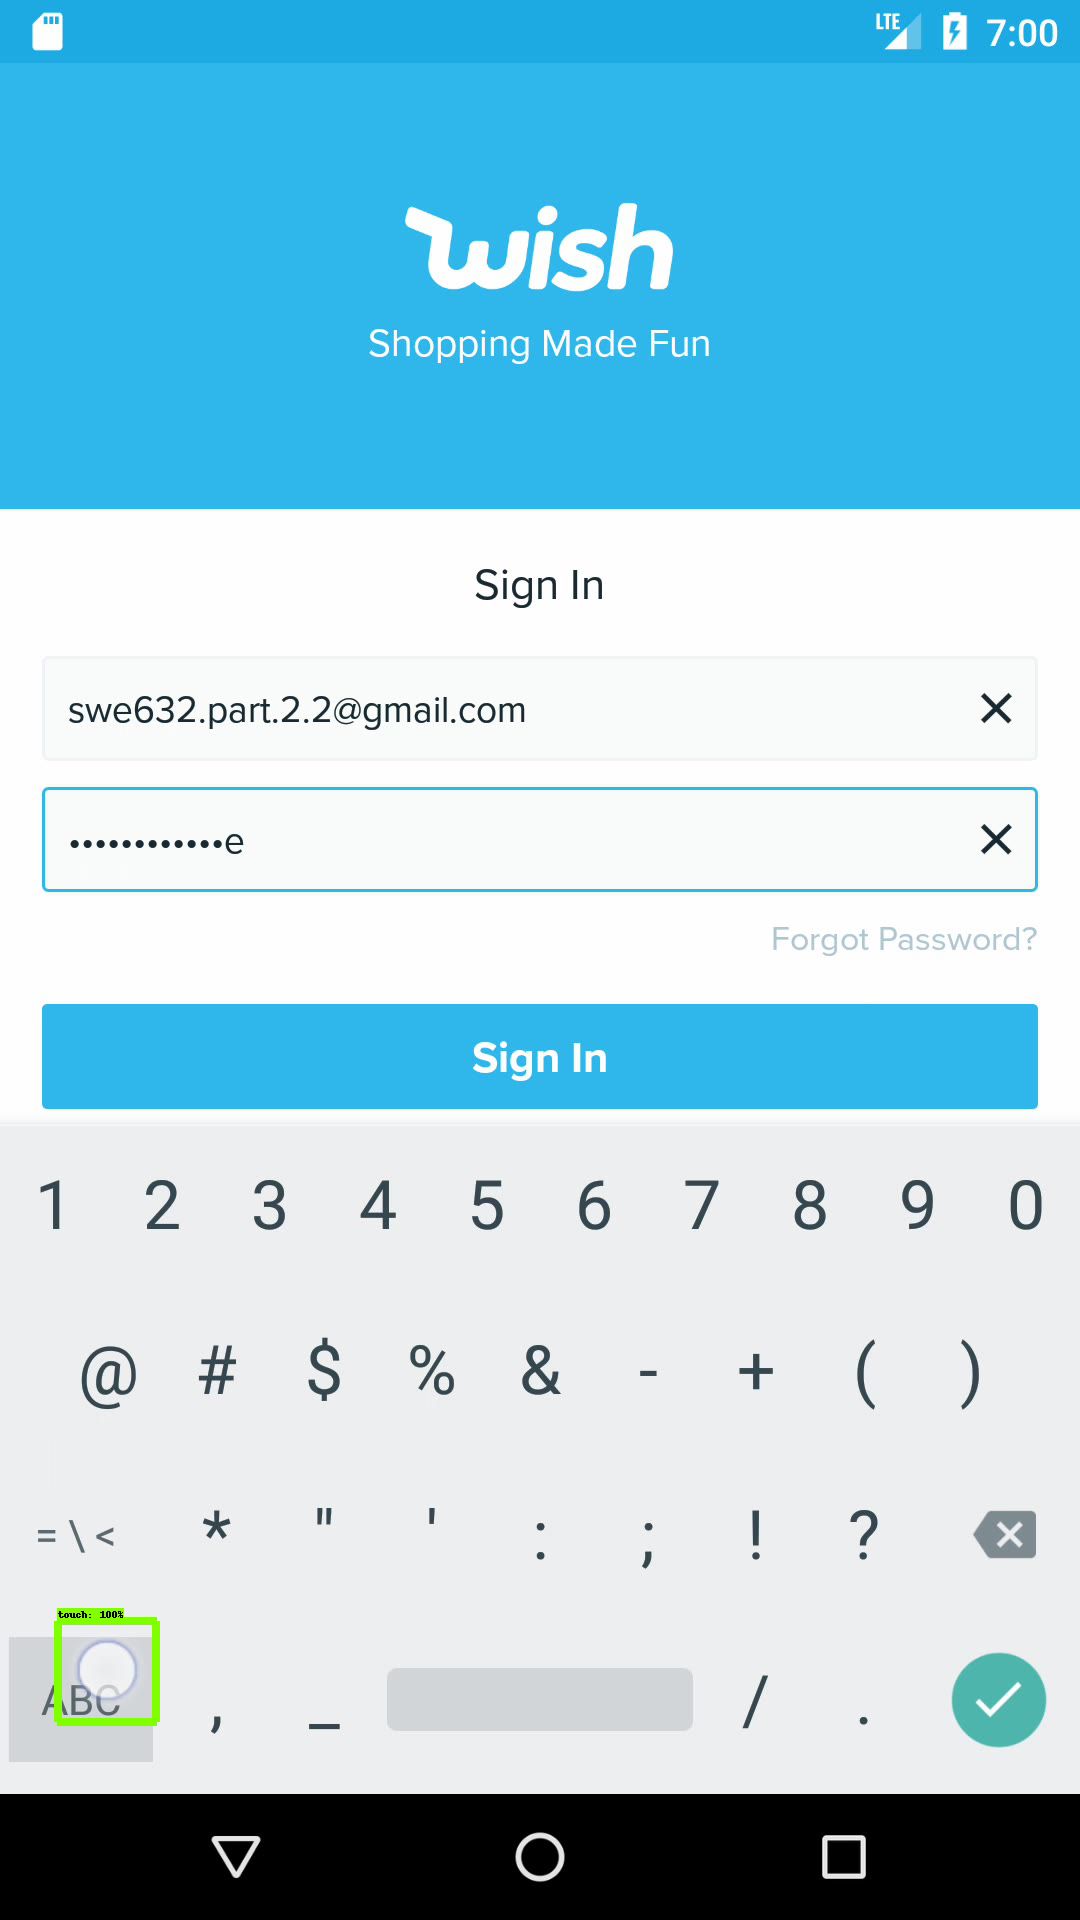 LTE 7:00
wish
Shopping Made Fun
Sign In
swe632.part.2.2@gmail.com
••••••••••••e
Forgot Password?
Sign In
1 2 3 4 5 6 7 8 9 0
@ # $ % & - + ( )
= \ < * " ' : ; ! ?
touch: 100%
ABC , _ / .